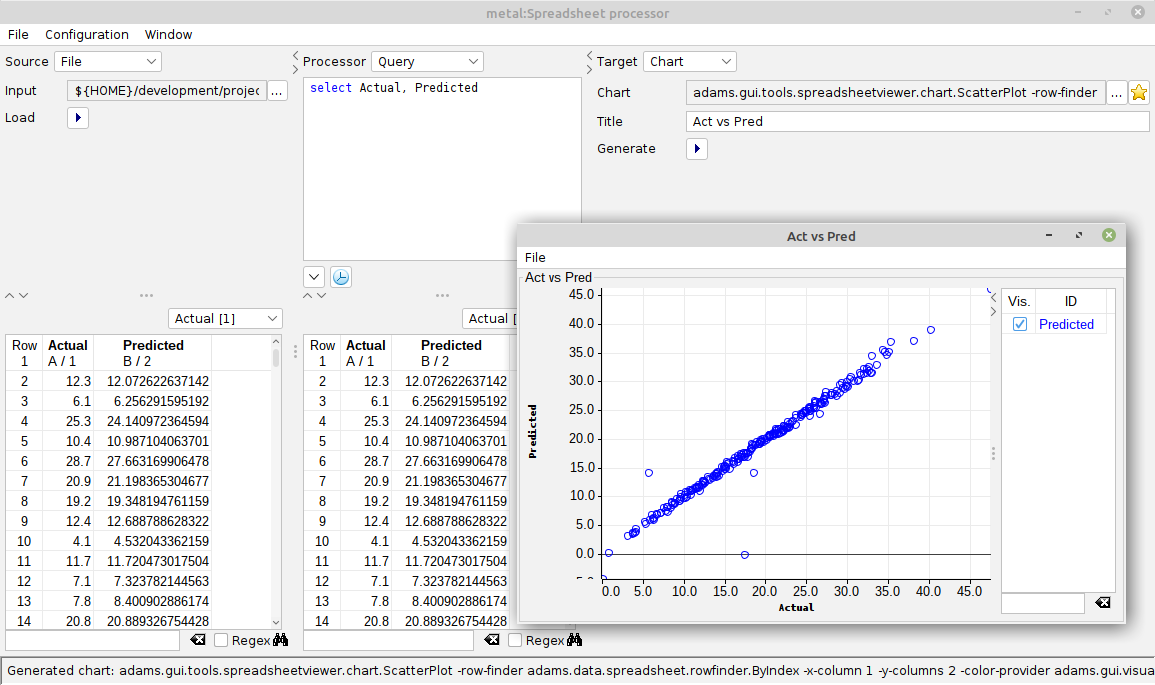 metal:Spreadsheet processor
File Configuration Window
Source File
Input ${HOME}/development/projec ...
Load
Processor Query
select Actual, Predicted
Target Chart
Chart adams.gui.tools.spreadsheetviewer.chart.ScatterPlot -row-finder ...
Title Act vs Pred
Generate
Actual [1]
Row Actual Predicted
1 A / 1 B / 2
2 12.3 12.072622637142
3 6.1 6.256291595192
4 25.3 24.140972364594
5 10.4 10.987104063701
6 28.7 27.663169906478
7 20.9 21.198365304677
8 19.2 19.348194761159
9 12.4 12.688788628322
10 4.1 4.532043362159
11 11.7 11.720473017504
12 7.1 7.323782144563
13 7.8 8.400902886174
14 20.8 20.889326754428
Regex
Actual [
Row Actual Predicted
1 A / 1 B / 2
2 12.3 12.072622637142
3 6.1 6.256291595192
4 25.3 24.140972364594
5 10.4 10.987104063701
6 28.7 27.663169906478
7 20.9 21.198365304677
8 19.2 19.348194761159
9 12.4 12.688788628322
10 4.1 4.532043362159
11 11.7 11.720473017504
12 7.1 7.323782144563
13 7.8 8.400902886174
14 20.8 20.889326754428
Regex
Act vs Pred
File
Act vs Pred
45.0
40.0
35.0
30.0
25.0
20.0
15.0
10.0
5.0
0.0
Predicted
0.0 5.0 10.0 15.0 20.0 25.0 30.0 35.0 40.0 45.0
Actual
Vis. ID
Predicted
Generated chart: adams.gui.tools.spreadsheetviewer.chart.ScatterPlot -row-finder adams.data.spreadsheet.rowfinder.ByIndex -x-column 1 -y-columns 2 -color-provider adams.gui.visua